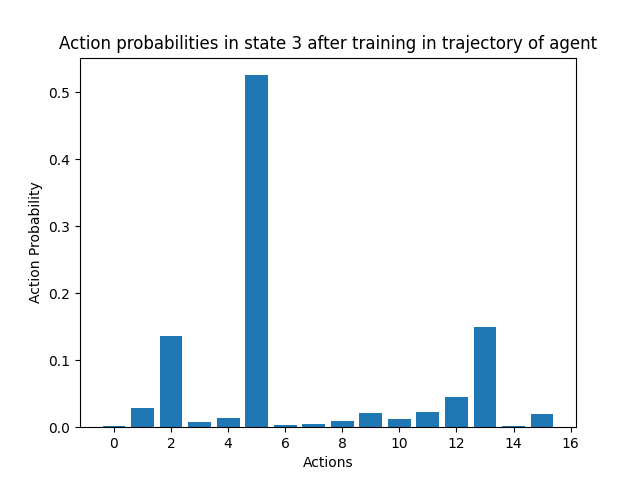 Action probabilities in state 3 after training in trajectory of agent
0.5
0.4
0.3
0.2
0.1
0.0
Action Probability
0 2 4 6 8 10 12 14 16
Actions